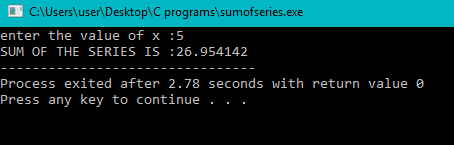 C:\Users\user\Desktop\C programs\sumofseries.exe
enter the value of x :5
SUM OF THE SERIES IS :26.954142
--------------------------------
Process exited after 2.78 seconds with return value 0
Press any key to continue . . .